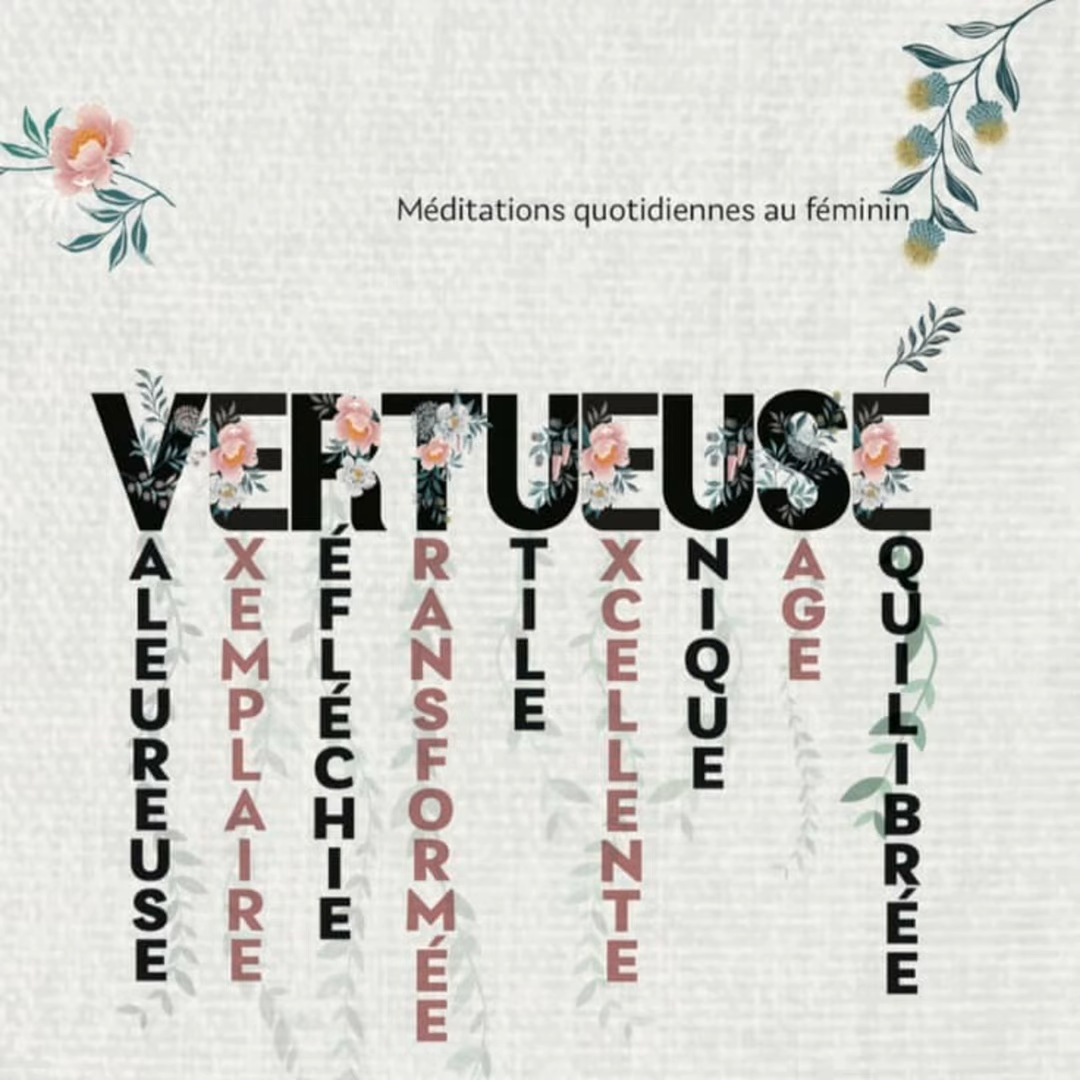 Méditations quotidiennes au féminin
VERTUEUSE
ALEUREUSE
XEMPLAIRE
ÉFLÉCHIE
RANSFORMÉE
TILE
XCELLENTE
NIQUE
AGE
QUILIBRÉE